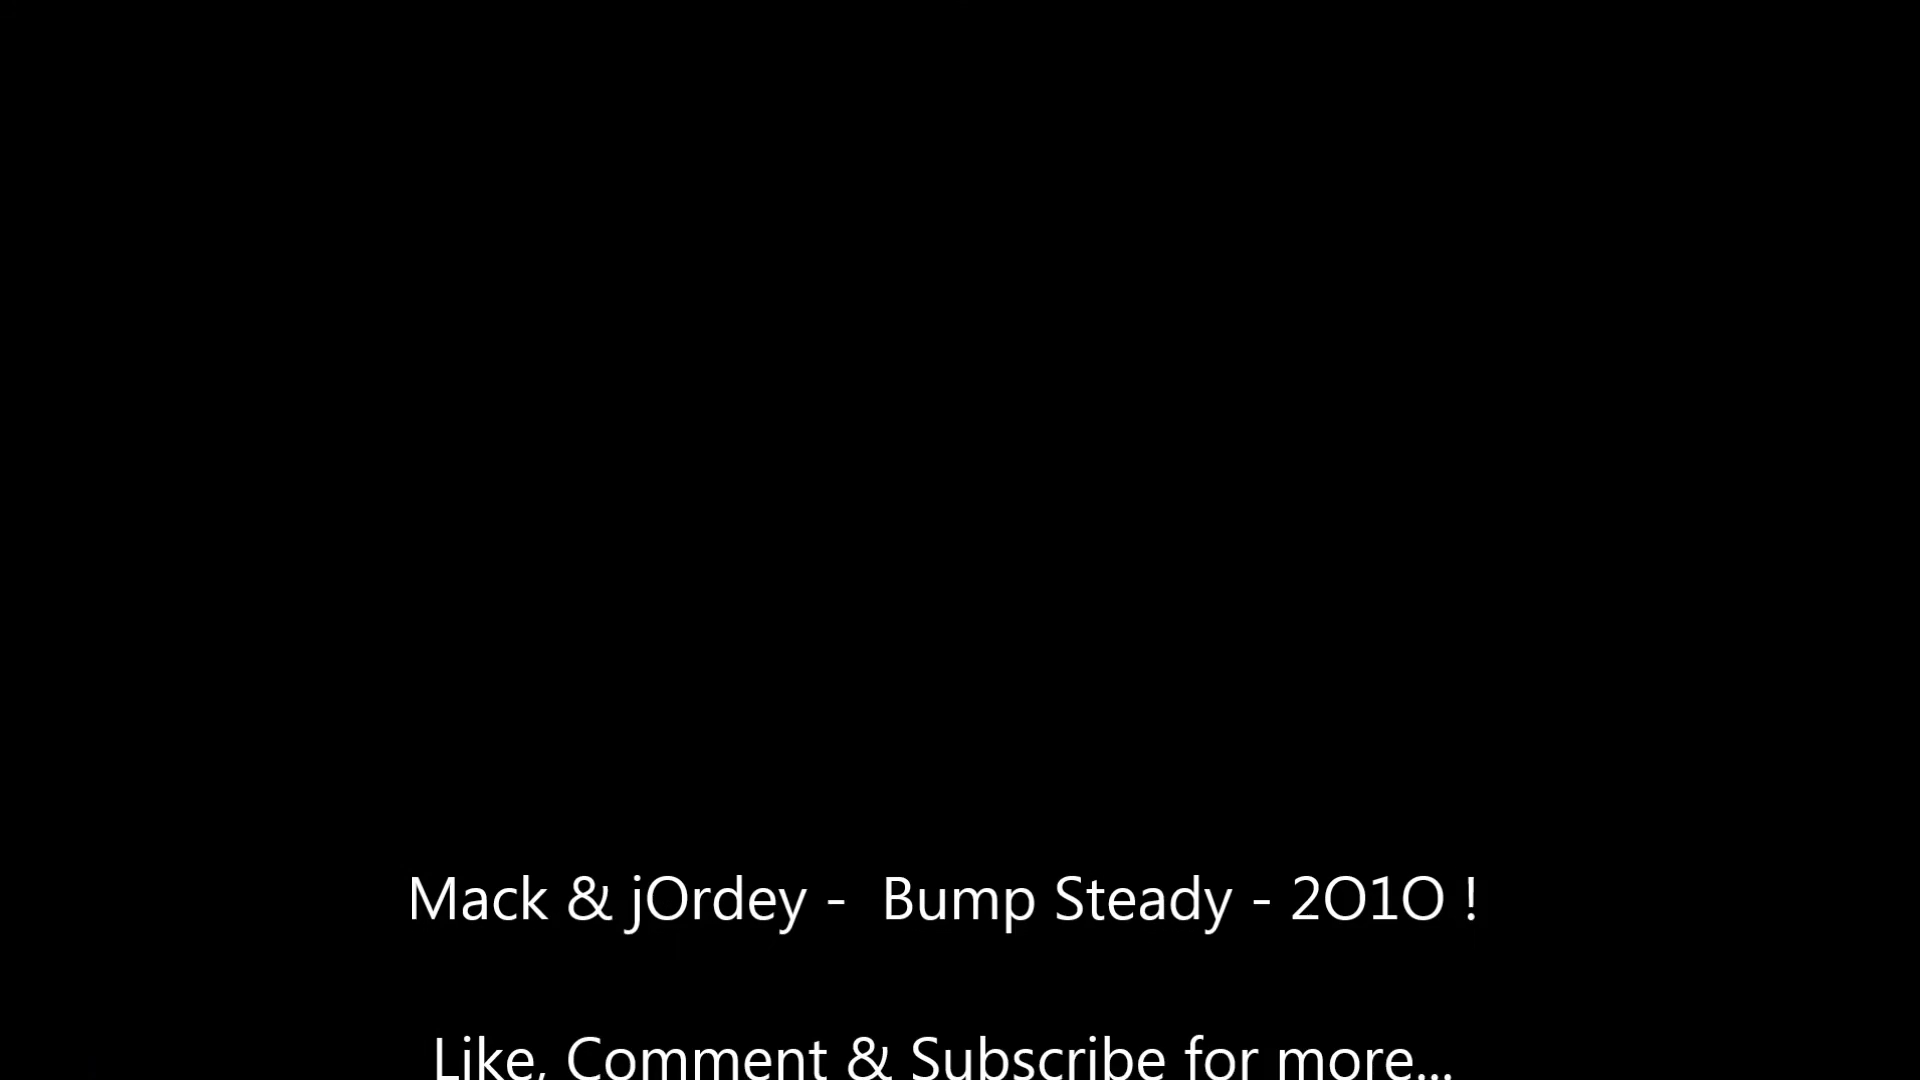 Mack & jOrdey -  Bump Steady - 2O1O !
Like, Comment & Subscribe for more...